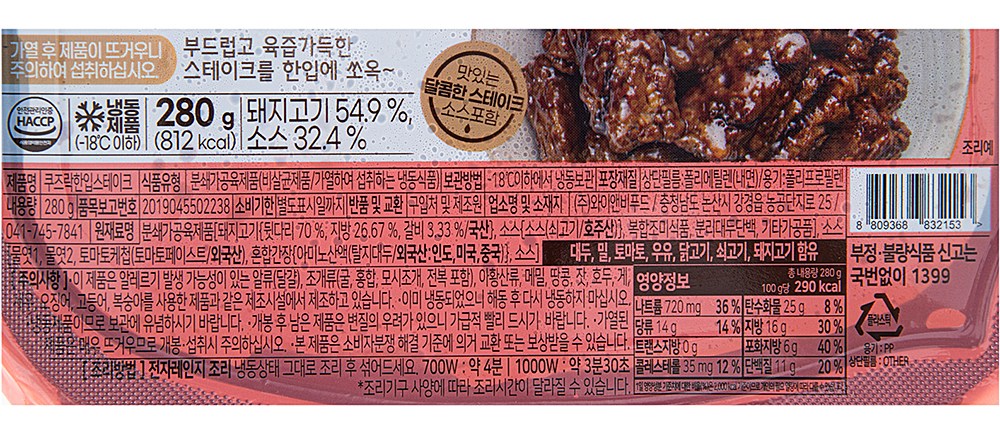 가열 후 제품이 뜨거우니
주의하여 섭취하십시오.
부드럽고 육즙가득한
스테이크를 한입에 쏘옥~
맛있는
달콤한 스테이크
소스포함
안전관리인증
HACCP
냉동
제품
(-18℃ 이하)
280 g
(812 kcal)
돼지고기 54.9 %,
소스 32.4 %
조리예
제품명 쿠즈락한입스테이크 식품유형 분쇄가공육제품(비살균제품/가열하여 섭취하는 냉동식품) 보관방법 -18℃이하에서 냉동보관 포장재질 상단필름:폴리에틸렌(내면)/용기:폴리프로필렌
내용량 280 g 품목보고번호 2019045502238 소비기한 별도표시일까지 반품 및 교환 구입처 및 제조원 업소명 및 소재지 (주)와이앤비푸드 / 충청남도 논산시 강경읍 농공단지로 25 /
041-745-7841 원재료명 분쇄가공육제품[돼지고기{뒷다리 70 %, 지방 26.67 %, 갈비 3.33 %/국산}, 소스{소스(쇠고기/호주산)}, 복합조미식품, 분리대두단백, 기타가공품], 소스
물엿1, 물엿2, 토마토케찹(토마토페이스트/외국산), 혼합간장(아미노산액(탈지대두/외국산:인도, 미국, 중국)}, 소스
대두, 밀, 토마토, 우유, 닭고기, 쇠고기, 돼지고기 함유
[주의사항] ·이 제품은 알레르기 발생 가능성이 있는 알류(달걀), 조개류(굴, 홍합, 모시조개, 전복 포함), 이황산류·메밀, 땅콩, 잣, 호두, 게,
오징어, 고등어, 복숭아를 사용한 제품과 같은 제조시설에서 제조하고 있습니다. ·이미 냉동되었으니 해동 후 다시 냉동하지 마십시오
냉동제품이므로 보관에 유념하시기 바랍니다. ·개봉 후 남은 제품은 변질의 우려가 있으니 가급적 빨리 드시기 바랍니다. ·가열된
제품은 매우 뜨거우므로 개봉·섭취시 주의하십시오. ·본 제품은 소비자분쟁 해결 기준에 의거 교환 또는 보상받을 수 있습니다.
[조리방법] 전자레인지 조리 냉동상태 그대로 조리 후 섞어드세요. 700W : 약 4분 | 1000W : 약 3분30초
*조리기구 사양에 따라 조리시간이 달라질 수 있습니다.
영양정보
총 내용량 280 g
100 g당 290 kcal
나트륨 720 mg 36 % 탄수화물 25 g 8 %
당류 14 g 14 % 지방 16 g 30 %
트랜스지방 0 g 포화지방 6 g 40 %
콜레스테롤 35 mg 12 % 단백질 11 g 20 %
8 809368 832153 >
부정·불량식품 신고는
국번없이 1399
플라스틱
용기 : PP
상단필름 : OTHER